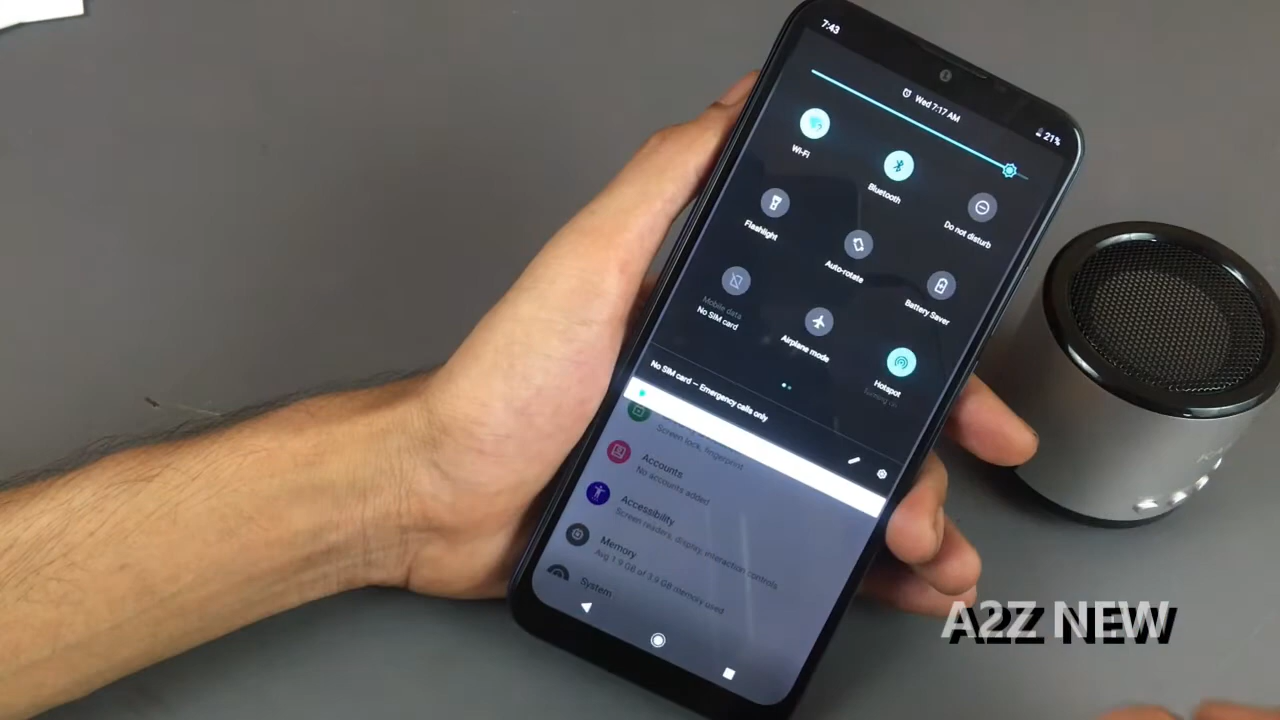 7:43
Wed 7:17 AM
21%
Wi-Fi
Bluetooth
Do not disturb
Flashlight
Auto-rotate
Battery Saver
Mobile data
No SIM card
Airplane mode
Hotspot
Turning on...
No SIM card — Emergency calls only
Screen lock, fingerprint
Accounts
No accounts added
Accessibility
Screen readers, display, interaction controls
Memory
Avg 1.9 GB of 3.9 GB memory used
System
A2Z NEW